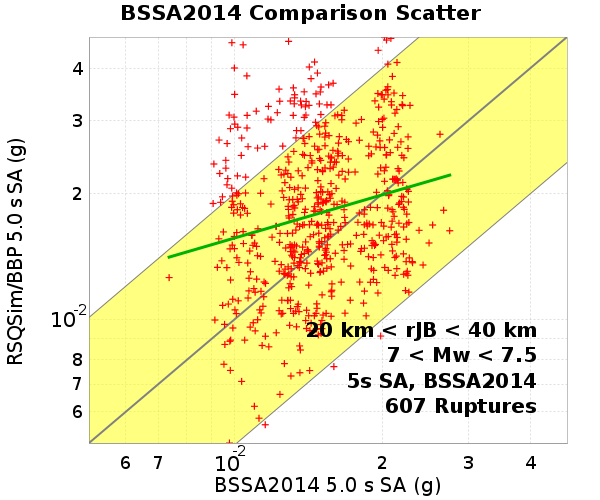 BSSA2014 Comparison Scatter
RSQSim/BBP 5.0 s SA (g)
4
3
2
10-2
8
7
6
20 km < rJB < 40 km
7 < Mw < 7.5
5s SA, BSSA2014
607 Ruptures
6 7 10-2 2 3 4
BSSA2014 5.0 s SA (g)